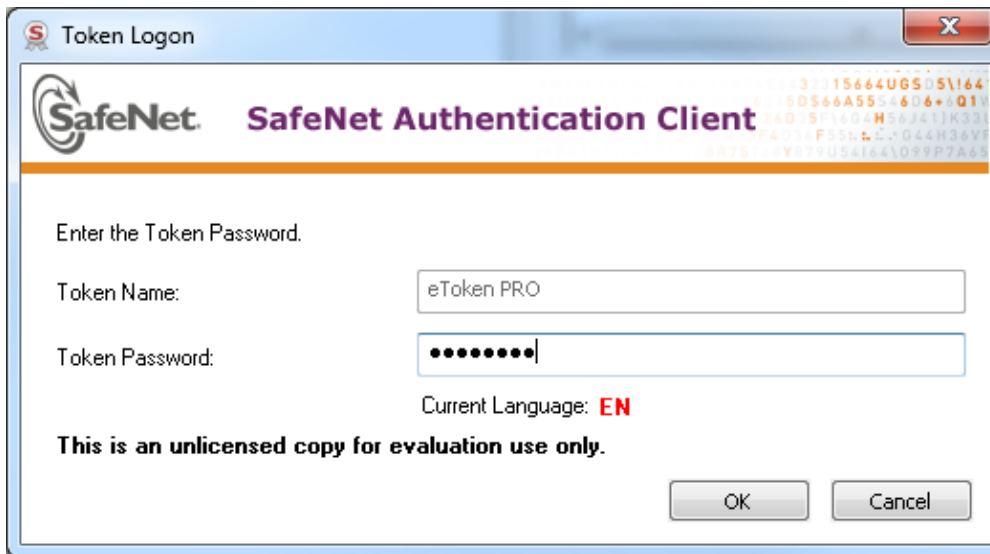 Token Logon
SafeNet. SafeNet Authentication Client
Enter the Token Password.
Token Name: eToken PRO
Token Password: ●●●●●●●●
Current Language: EN
This is an unlicensed copy for evaluation use only.
OK Cancel